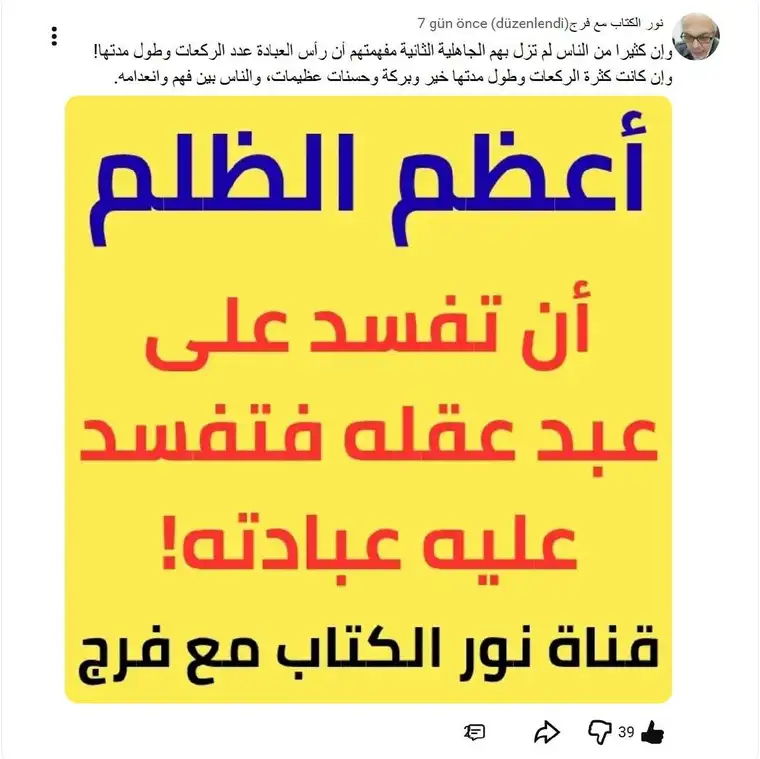 نور الكتاب مع فرج(düzenlendi) 7 gün önce
وإن كثيرا من الناس لم تزل بهم الجاهلية الثانية مفهمتهم أن رأس العبادة عدد الركعات وطول مدتها!
وإن كانت كثرة الركعات وطول مدتها خير وبركة وحسنات عظيمات، والناس بين فهم وانعدامه.
أعظم الظلم
أن تفسد على
عبد عقله فتفسد
عليه عبادته!
قناة نور الكتاب مع فرج
39
2